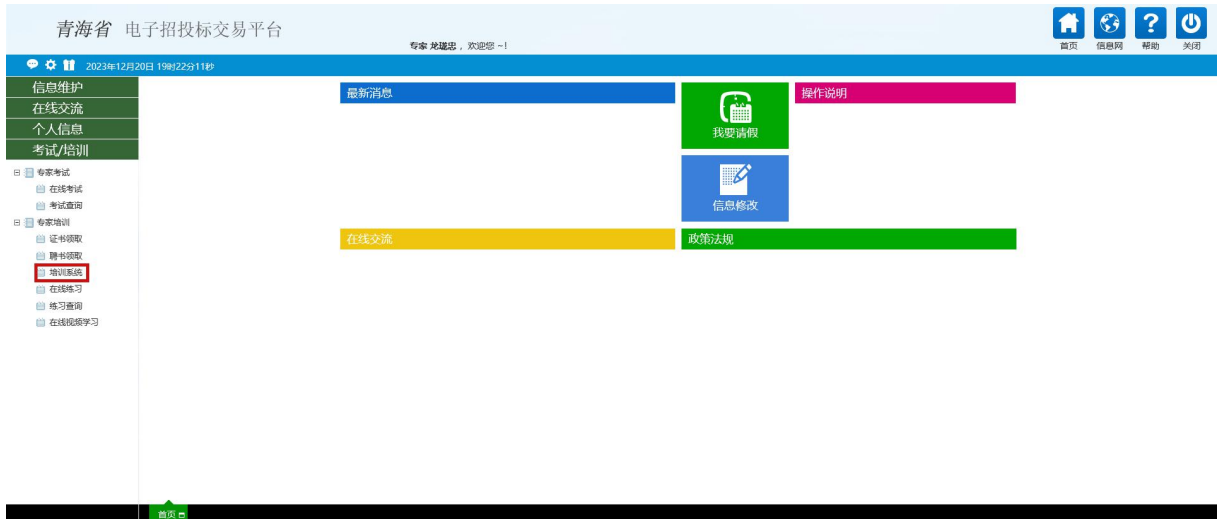 青海省 电子招投标交易平台
专家 龙璇忠，欢迎您 ~!
首页 信息网 帮助 关闭
2023年12月20日 19时22分11秒
信息维护
在线交流
个人信息
考试/培训
专家考试
在线考试
考试查询
专家培训
证书领取
聘书领取
培训系统
在线练习
练习查询
在线视频学习
最新消息
我要请假
操作说明
信息修改
在线交流
政策法规
首页